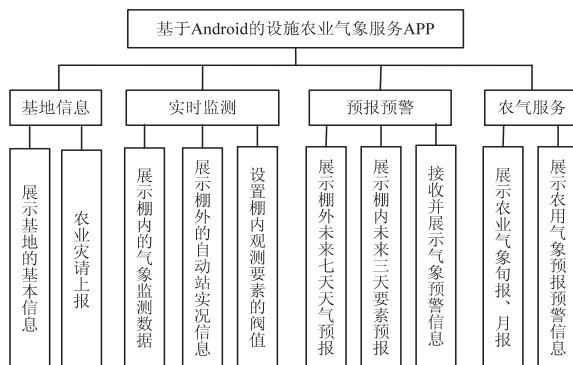 基于Android的设施农业气象服务APP
基地信息
实时监测
预报预警
农气服务
展示基地的基本信息
农业灾请上报
展示棚内的气象监测数据
展示棚外的自动站实况信息
设置棚内观测要素的阀值
展示棚外未来七天天气预报
展示棚内未来三天要素预报
接收并展示气象预警信息
展示农业气象旬报、月报
展示农用气象预报预警信息